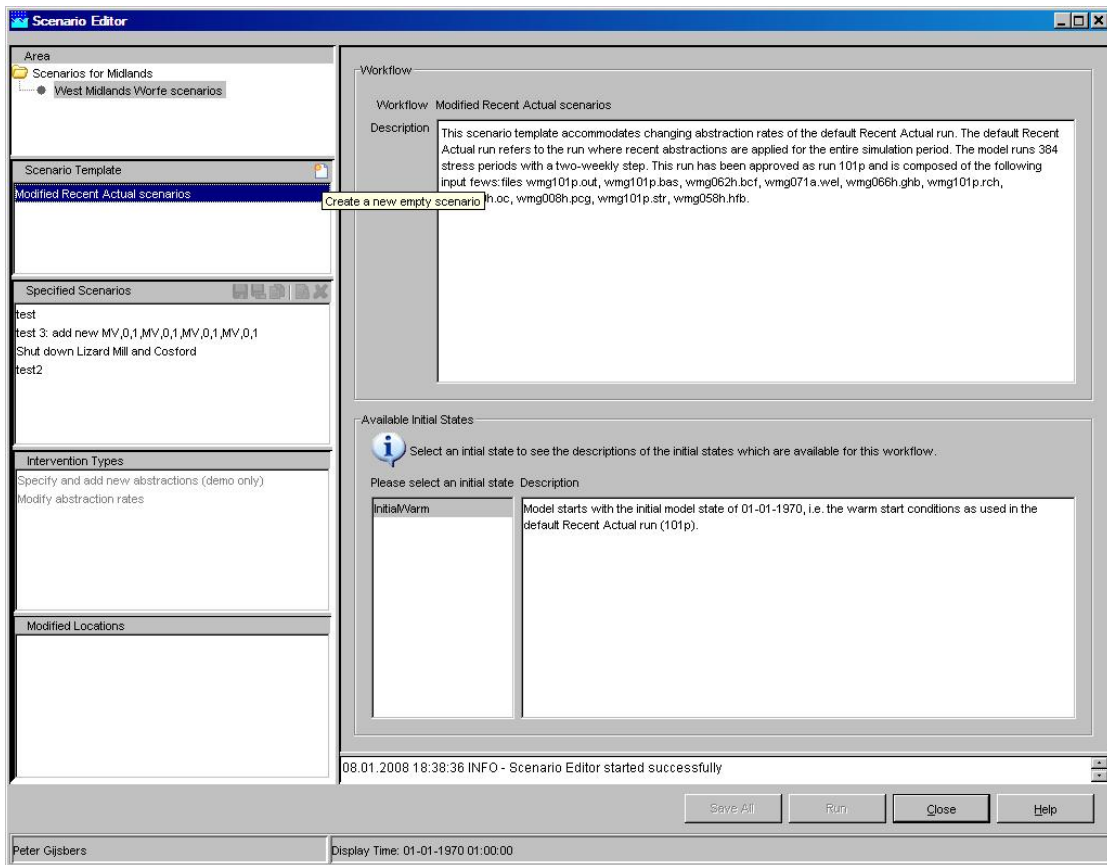 Scenario Editor
Area
Scenarios for Midlands
West Midlands Worfe scenarios
Scenario Template
Modified Recent Actual scenarios
Create a new empty scenario
Specified Scenarios
test
test 3: add new MV,0,1,MV,0,1,MV,0,1,MV,0,1
Shut down Lizard Mill and Cosford
test2
Intervention Types
Specify and add new abstractions (demo only)
Modify abstraction rates
Modified Locations
Workflow
Workflow Modified Recent Actual scenarios
Description
This scenario template accommodates changing abstraction rates of the default Recent Actual run. The default Recent
Actual run refers to the run where recent abstractions are applied for the entire simulation period. The model runs 384
stress periods with a two-weekly step. This run has been approved as run 101p and is composed of the following
input fews:files wmg101p.out, wmg101p.bas, wmg062h.bcf, wmg071a.wel, wmg066h.ghb, wmg101p.rch,
h.oc, wmg008h.pcg, wmg101p.str, wmg058h.hfb.
Available Initial States
Select an intial state to see the descriptions of the initial states which are available for this workflow.
Please select an initial state Description
InitialWarm
Model starts with the initial model state of 01-01-1970, i.e. the warm start conditions as used in the
default Recent Actual run (101p).
08.01.2008 18:38:36 INFO - Scenario Editor started successfully
Save All Run Close Help
Peter Gijsbers
Display Time: 01-01-1970 01:00:00